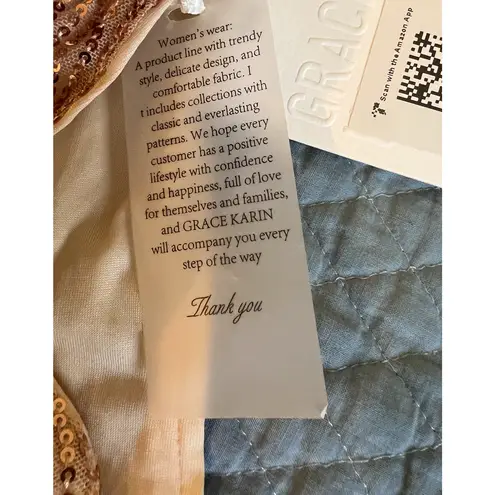 Women's wear:
A product line with trendy
style, delicate design, and
comfortable fabric. I
t includes collections with
classic and everlasting
patterns. We hope every
customer has a positive
lifestyle with confidence
and happiness, full of love
for themselves and families,
and GRACE KARIN
will accompany you every
step of the way
Thank you
GRAC
Scan with the Amazon App